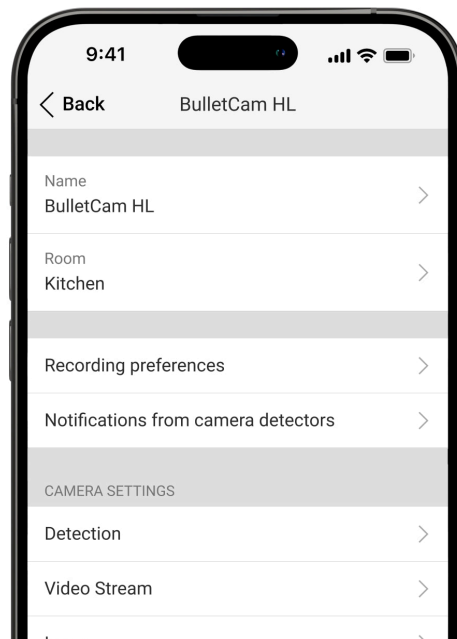 9:41
Back
BulletCam HL
Name
BulletCam HL
Room
Kitchen
Recording preferences
Notifications from camera detectors
CAMERA SETTINGS
Detection
Video Stream